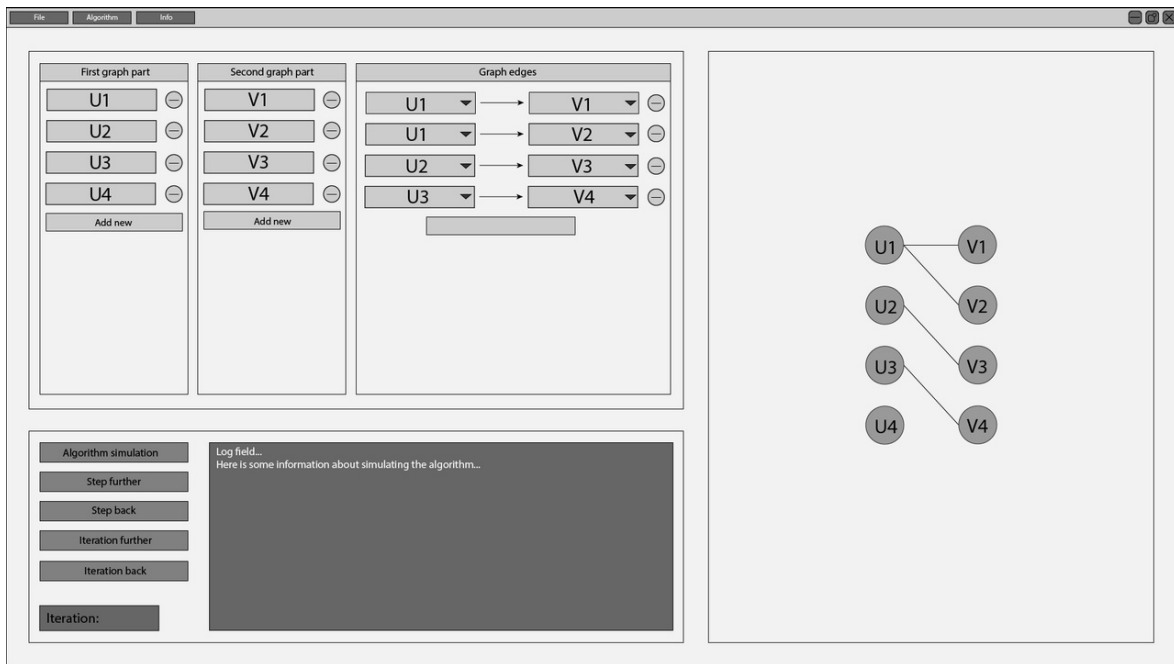 File Algorithm Info
First graph part Second graph part Graph edges
U1 V1 U1 V1
U2 V2 U1 V2
U3 V3 U2 V3
U4 V4 U3 V4
Add new Add new
U1 V1
U2 V2
U3 V3
U4 V4
Algorithm simulation
Step further
Step back
Iteration further
Iteration back
Iteration:
Log field...
Here is some information about simulating the algorithm...